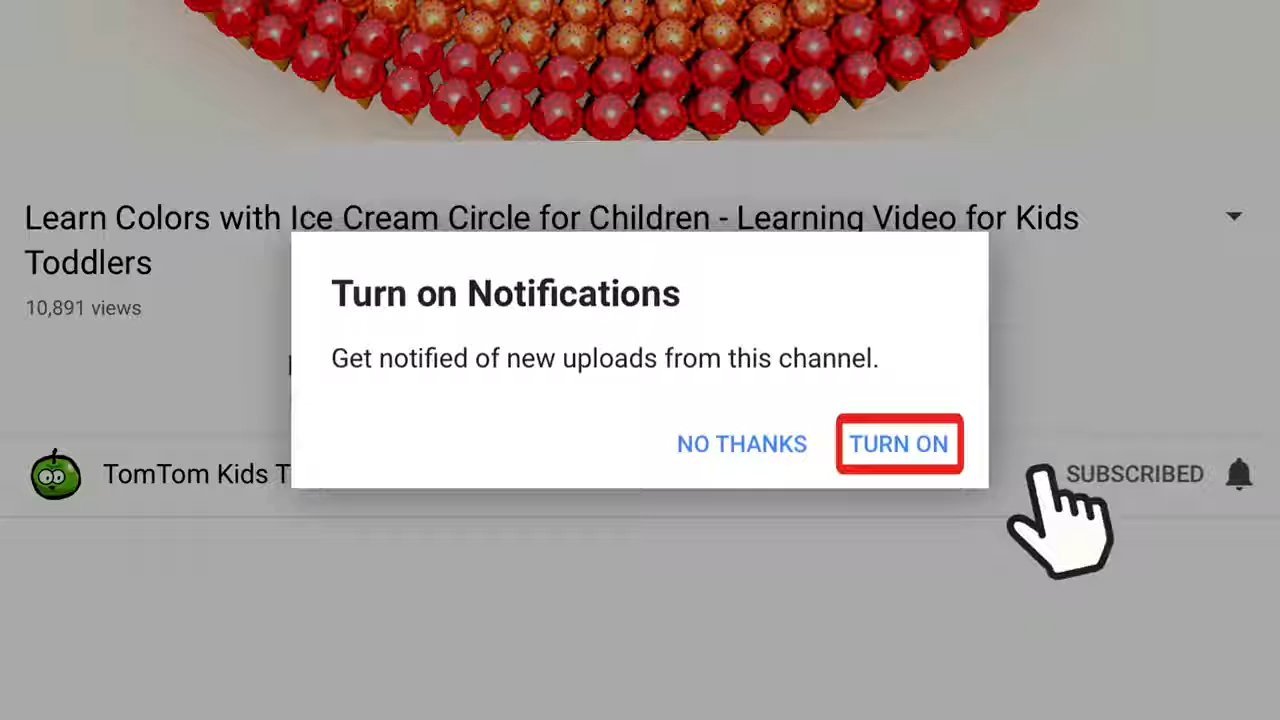 Learn Colors with Ice Cream Circle for Children - Learning Video for Kids
Toddlers
10,891 views
Turn on Notifications
Get notified of new uploads from this channel.
NO THANKS TURN ON
TomTom Kids T
SUBSCRIBED